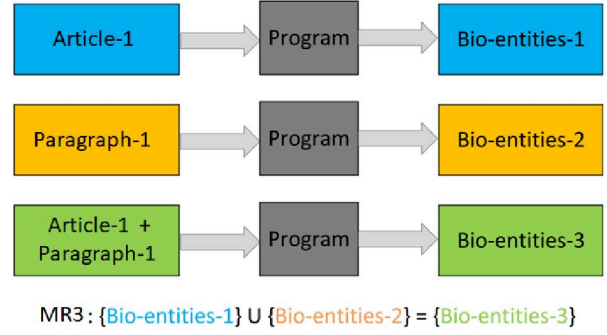 Article-1
Program
Bio-entities-1
Paragraph-1
Program
Bio-entities-2
Article-1 +
Paragraph-1
Program
Bio-entities-3
MR3: {Bio-entities-1} U {Bio-entities-2} = {Bio-entities-3}